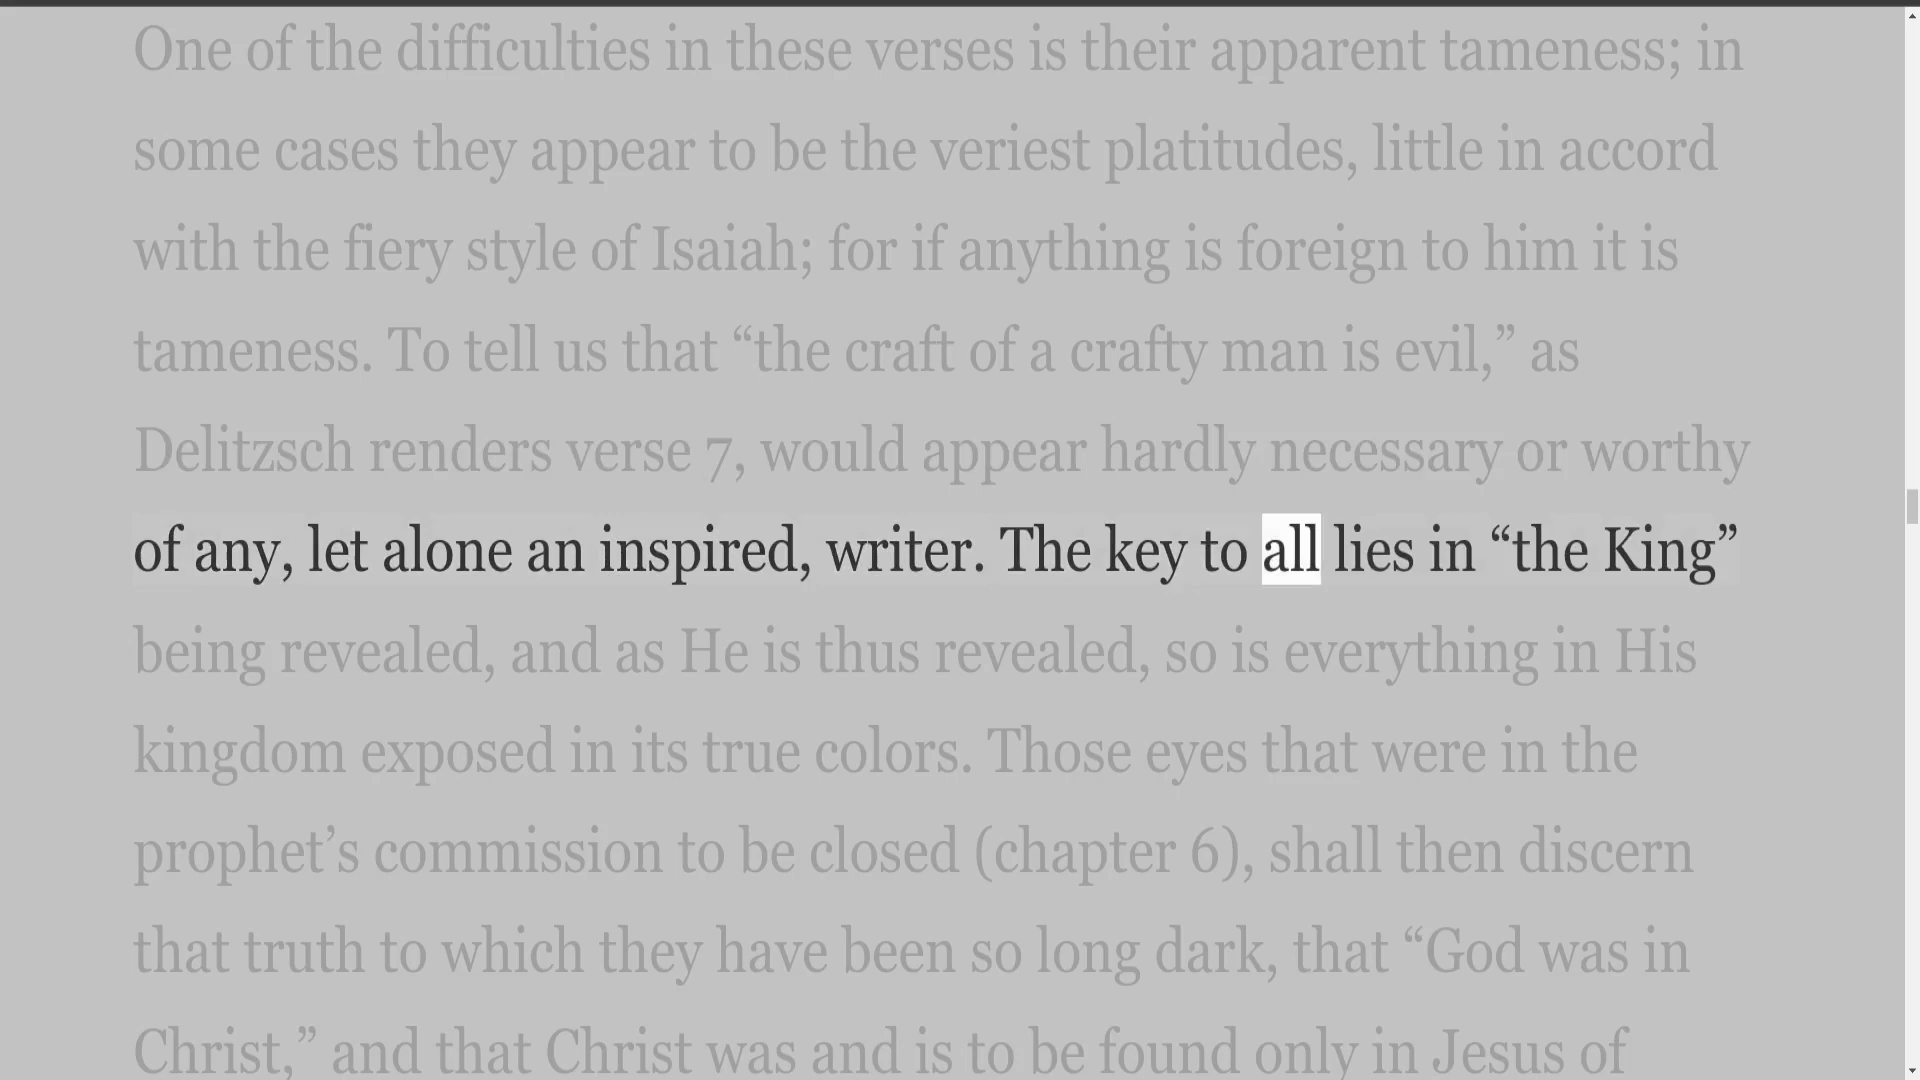 One of the difficulties in these verses is their apparent tameness; in
some cases they appear to be the veriest platitudes, little in accord
with the fiery style of Isaiah; for if anything is foreign to him it is
tameness. To tell us that “the craft of a crafty man is evil,” as
Delitzsch renders verse 7, would appear hardly necessary or worthy
of any, let alone an inspired, writer. The key to all lies in “the King”
being revealed, and as He is thus revealed, so is everything in His
kingdom exposed in its true colors. Those eyes that were in the
prophet’s commission to be closed (chapter 6), shall then discern
that truth to which they have been so long dark, that “God was in
Christ,” and that Christ was and is to be found only in Jesus of